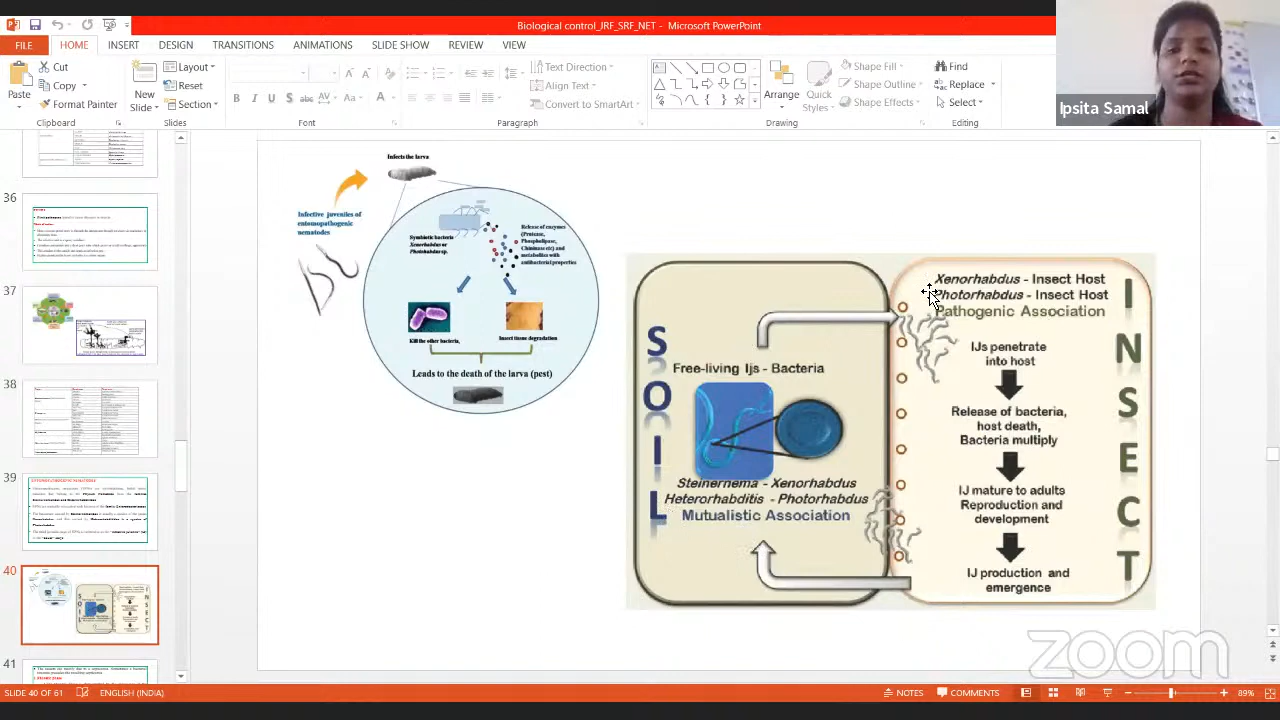 Biological control_JRF_SRF_NET - Microsoft PowerPoint
FILE
HOME
INSERT
DESIGN
TRANSITIONS
ANIMATIONS
SLIDE SHOW
REVIEW
VIEW
Paste
Cut
Copy
Format Painter
Clipboard
New
Slide
Layout
Reset
Section
Slides
B I U S abc AV Aa A
Font
Text Direction
Align Text
Convert to SmartArt
Paragraph
Arrange
Quick
Styles
Shape Fill
Shape Outline
Shape Effects
Drawing
Find
Replace
Select
Editing
Ipsita Samal
36
37
38
39
40
41
Infects the larva
Infective juveniles of
entomopathogenic
nematodes
Symbiotic bacteria
Xenorhabdus or
Photorhabdus sp.
Release of enzymes
(Protease,
Phospholipase,
Chitinase etc) and
metabolites with
antibacterial properties
Kill the other bacteria,
Insect tissue degradation
Leads to the death of the larva (pest)
SOIL
Free-living Ijs - Bacteria
Steinernema - Xenorhabdus
Heterorhabditis - Photorhabdus
Mutualistic Association
Xenorhabdus - Insect Host
Photorhabdus - Insect Host
Pathogenic Association
IJs penetrate
into host
Release of bacteria,
host death,
Bacteria multiply
IJ mature to adults
Reproduction and
development
IJ production and
emergence
INSECT
zoom
SLIDE 40 OF 61
ENGLISH (INDIA)
NOTES
COMMENTS
89%